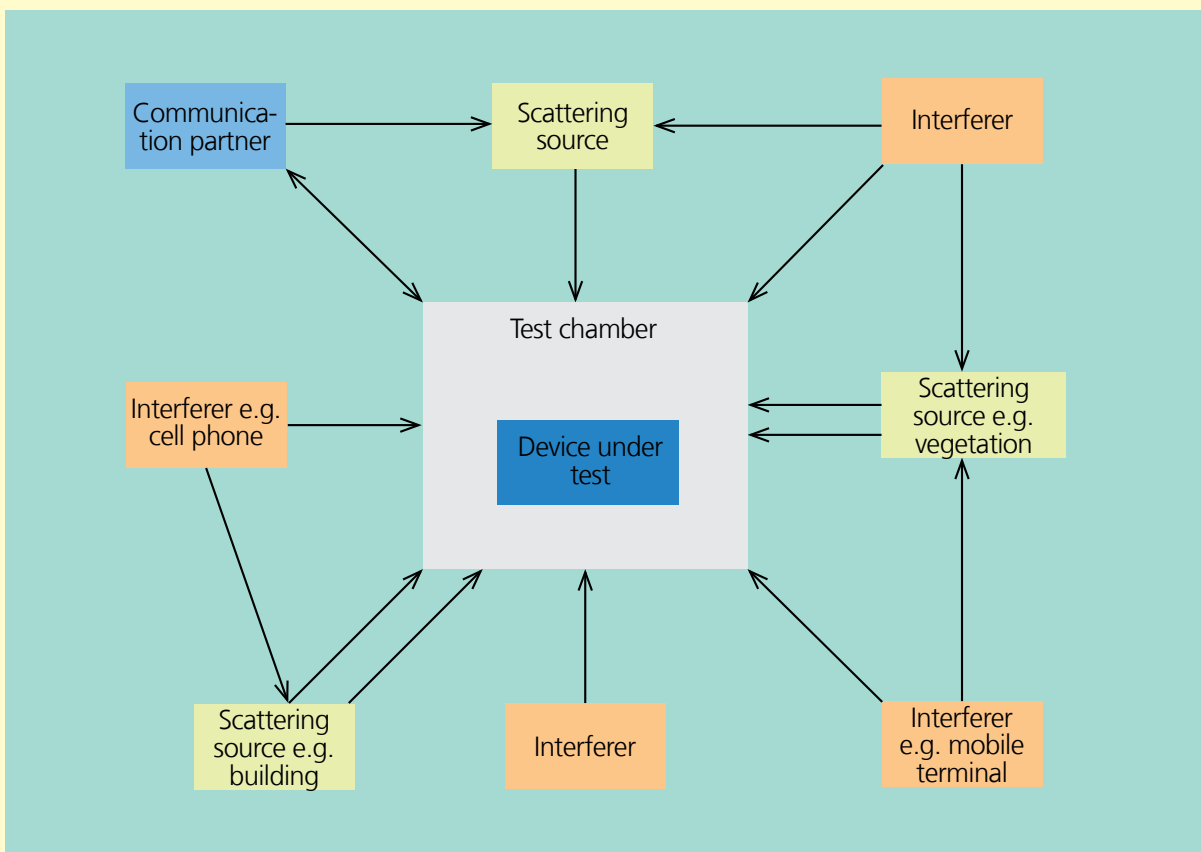 Communica-
tion partner
Scattering
source
Interferer
Test chamber
Interferer e.g.
cell phone
Device under
test
Scattering
source e.g.
vegetation
Scattering
source e.g.
building
Interferer
Interferer
e.g. mobile
terminal